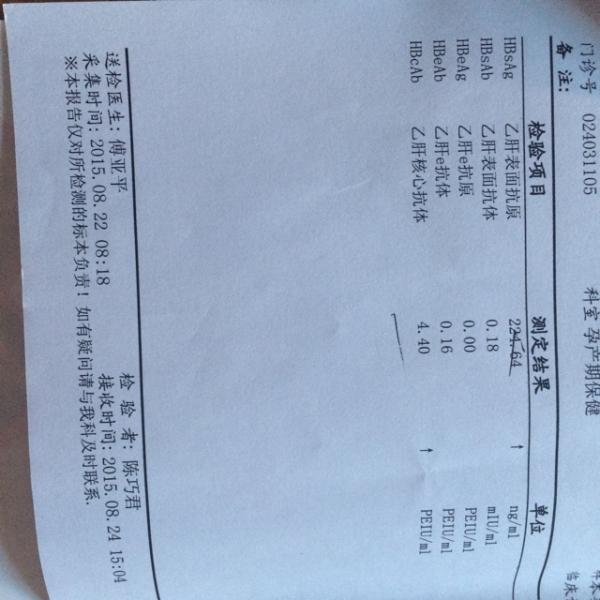 门诊号 024031105 科室 孕产期保健
备 注:
检验项目 测定结果 单位
HBsAg 乙肝表面抗原 224.64 ↑ ng/ml
HBsAb 乙肝表面抗体 0.18 mIU/ml
HBeAg 乙肝e抗原 0.00 PEIU/ml
HBeAb 乙肝e抗体 0.16 PEIU/ml
HBcAb 乙肝核心抗体 4.40 ↑ PEIU/ml
送检医生: 傅亚平 检 验 者: 陈巧君
采集时间: 2015.08.22 08:18 接收时间: 2015.08.24 15:04
※本报告仅对所检测的标本负责! 如有疑问请与我科及时联系.